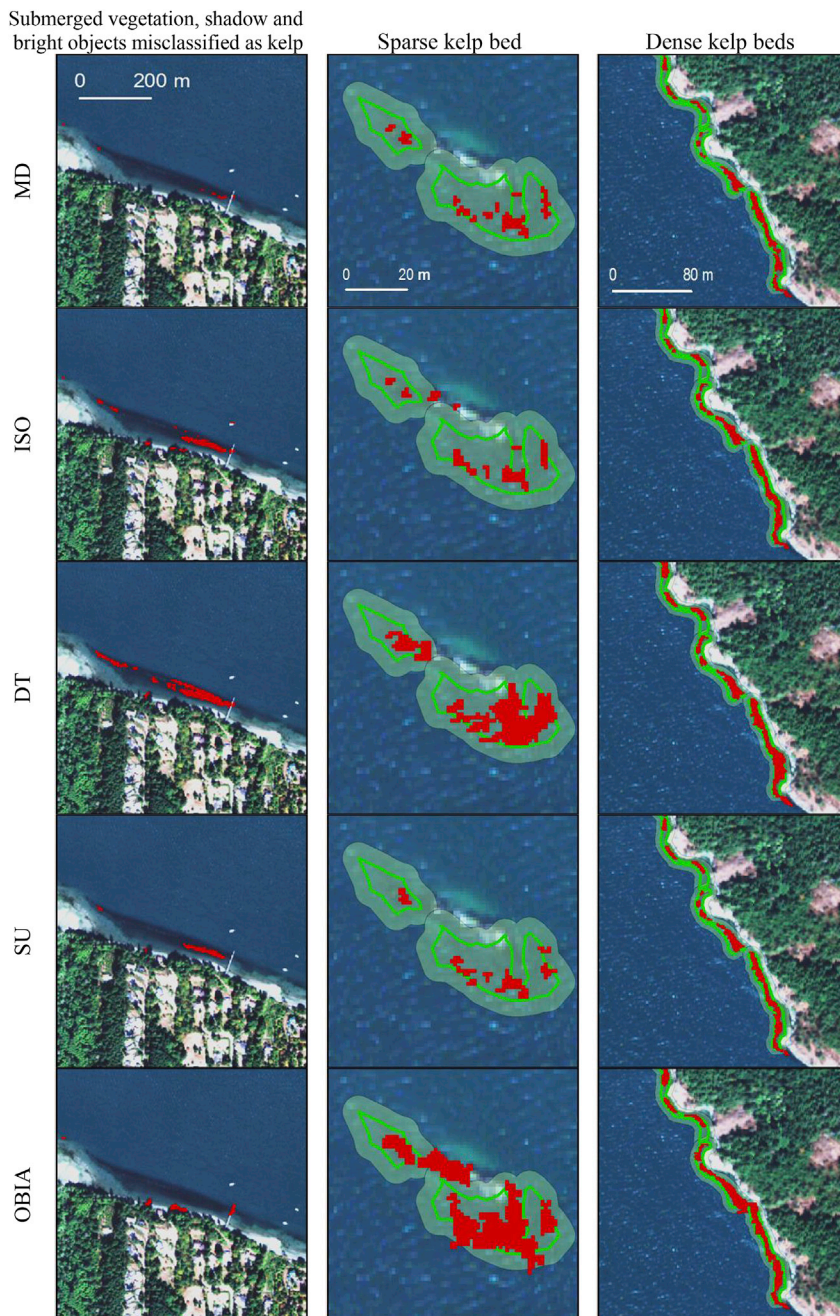 Submerged vegetation, shadow and
bright objects misclassified as kelp
Sparse kelp bed
Dense kelp beds
MD
0 200 m
0 20 m
0 80 m
ISO
DT
SU
OBIA